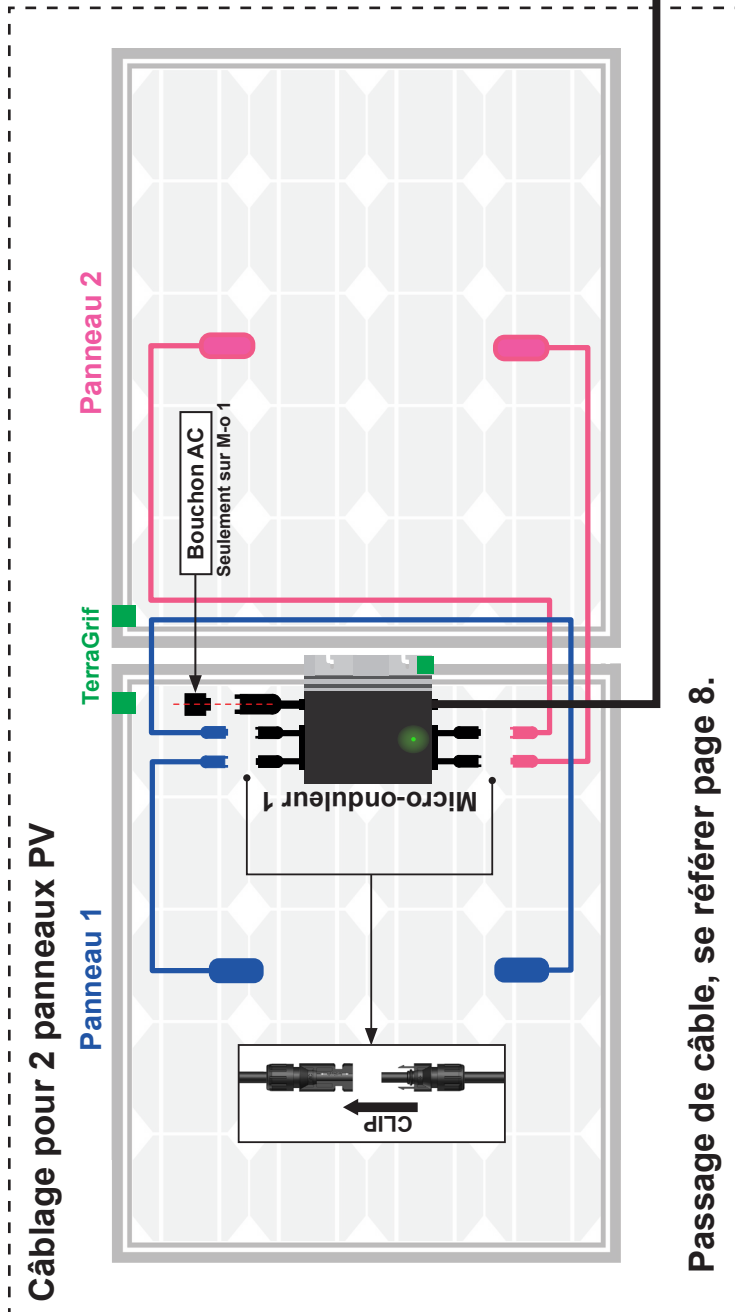 Câblage pour 2 panneaux PV
Panneau 1
TerraGrif
Panneau 2
Bouchon AC
Seulement sur M-o 1
Micro-onduleur 1
CLIP
Passage de câble, se référer page 8.